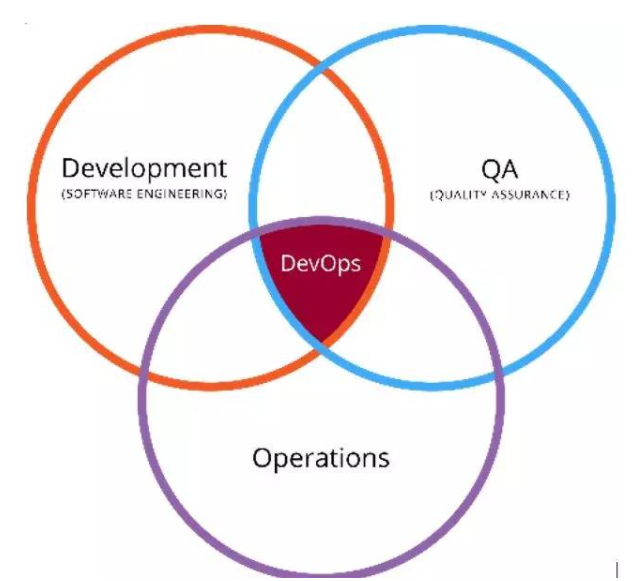 Development
(SOFTWARE ENGINEERING)
QA
(QUALITY ASSURANCE)
DevOps
Operations